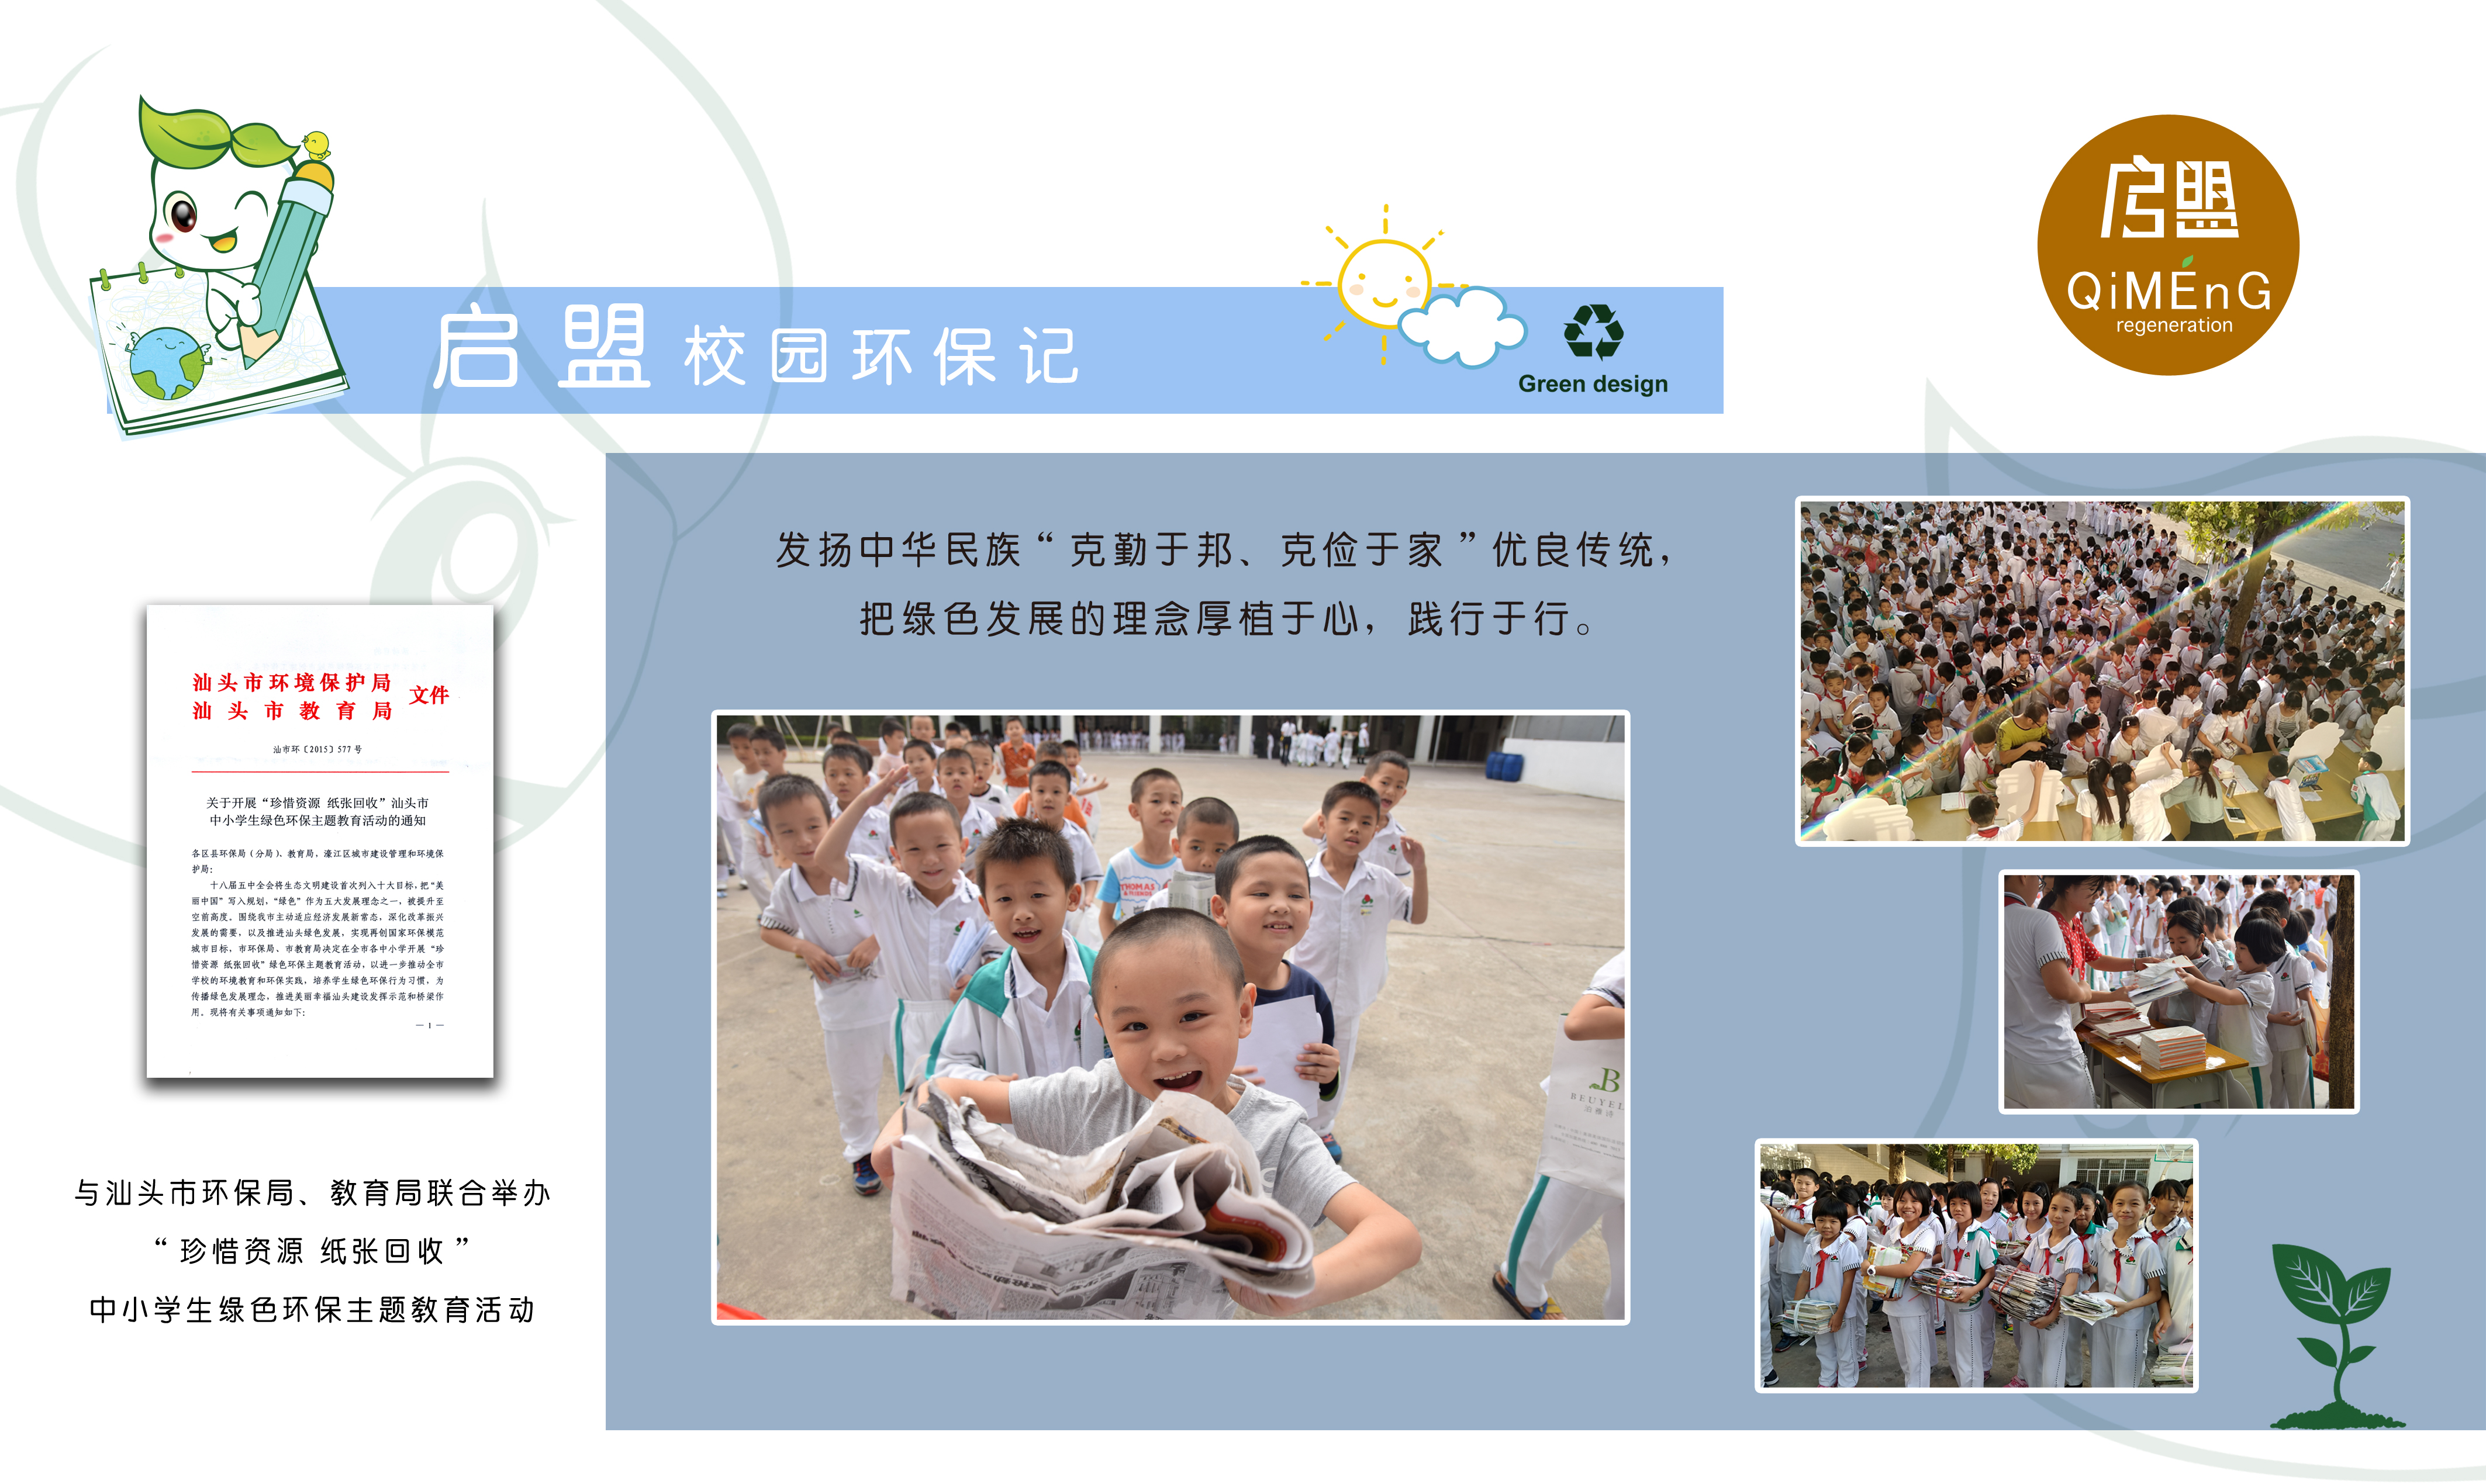 启盟校园环保记
Green design
启盟
QiMEnG
regeneration
汕头市环境保护局
汕头市教育局
文件
汕市环〔2015〕577号
关于开展“珍惜资源 纸张回收”汕头市
中小学生绿色环保主题教育活动的通知
各区县环保局（分局）、教育局，濠江区城市建设管理和环境保
护局：
十八届五中全会将生态文明建设首次列入十大目标，把“美
丽中国”写入规划，“绿色”作为五大发展理念之一，被提升至
空前高度。围绕我市主动适应经济发展新常态，深化改革振兴
发展的需要，以及推进汕头绿色发展，实现再创国家环保模范
城市目标，市环保局、市教育局决定在全市各中小学开展“珍
惜资源 纸张回收”绿色环保主题教育活动，以进一步推动全市
学校的环境教育和环保实践，培养学生绿色环保行为习惯，为
传播绿色发展理念，推进美丽幸福汕头建设发挥示范和桥梁作
用。现将有关事项通知如下：
— 1 —
与汕头市环保局、教育局联合举办
“珍惜资源 纸张回收”
中小学生绿色环保主题教育活动
发扬中华民族“克勤于邦、克俭于家”优良传统，
把绿色发展的理念厚植于心，践行于行。
THOMAS
B